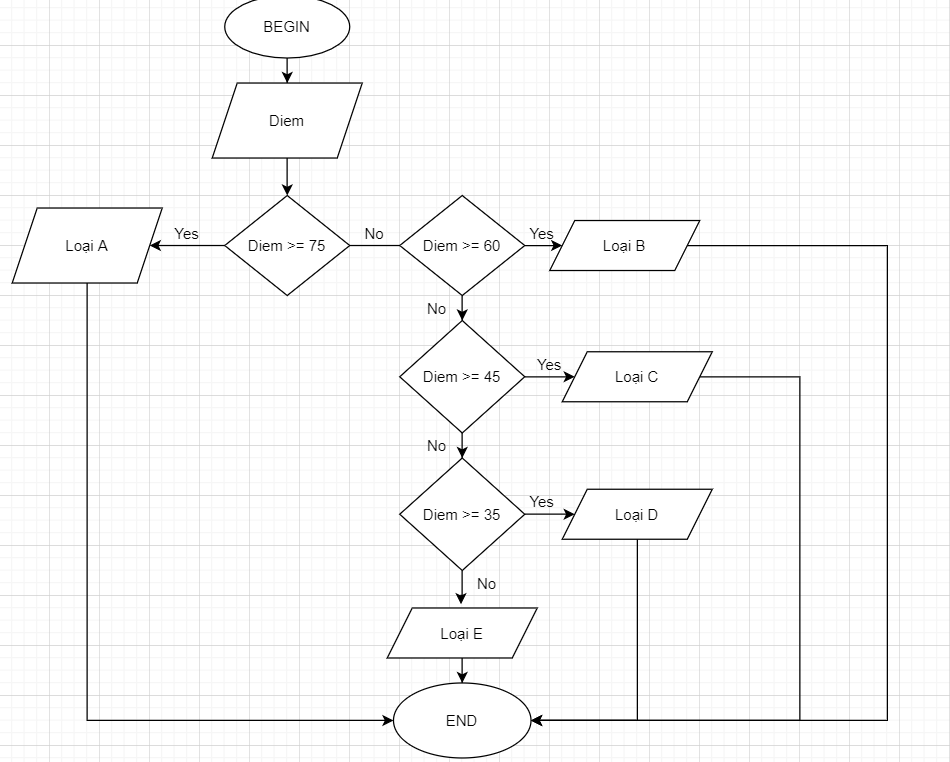 BEGIN
Diem
Loại A
Yes
Diem >= 75
No
Diem >= 60
Yes
Loại B
No
Diem >= 45
Yes
Loại C
No
Diem >= 35
Yes
Loại D
No
Loại E
END